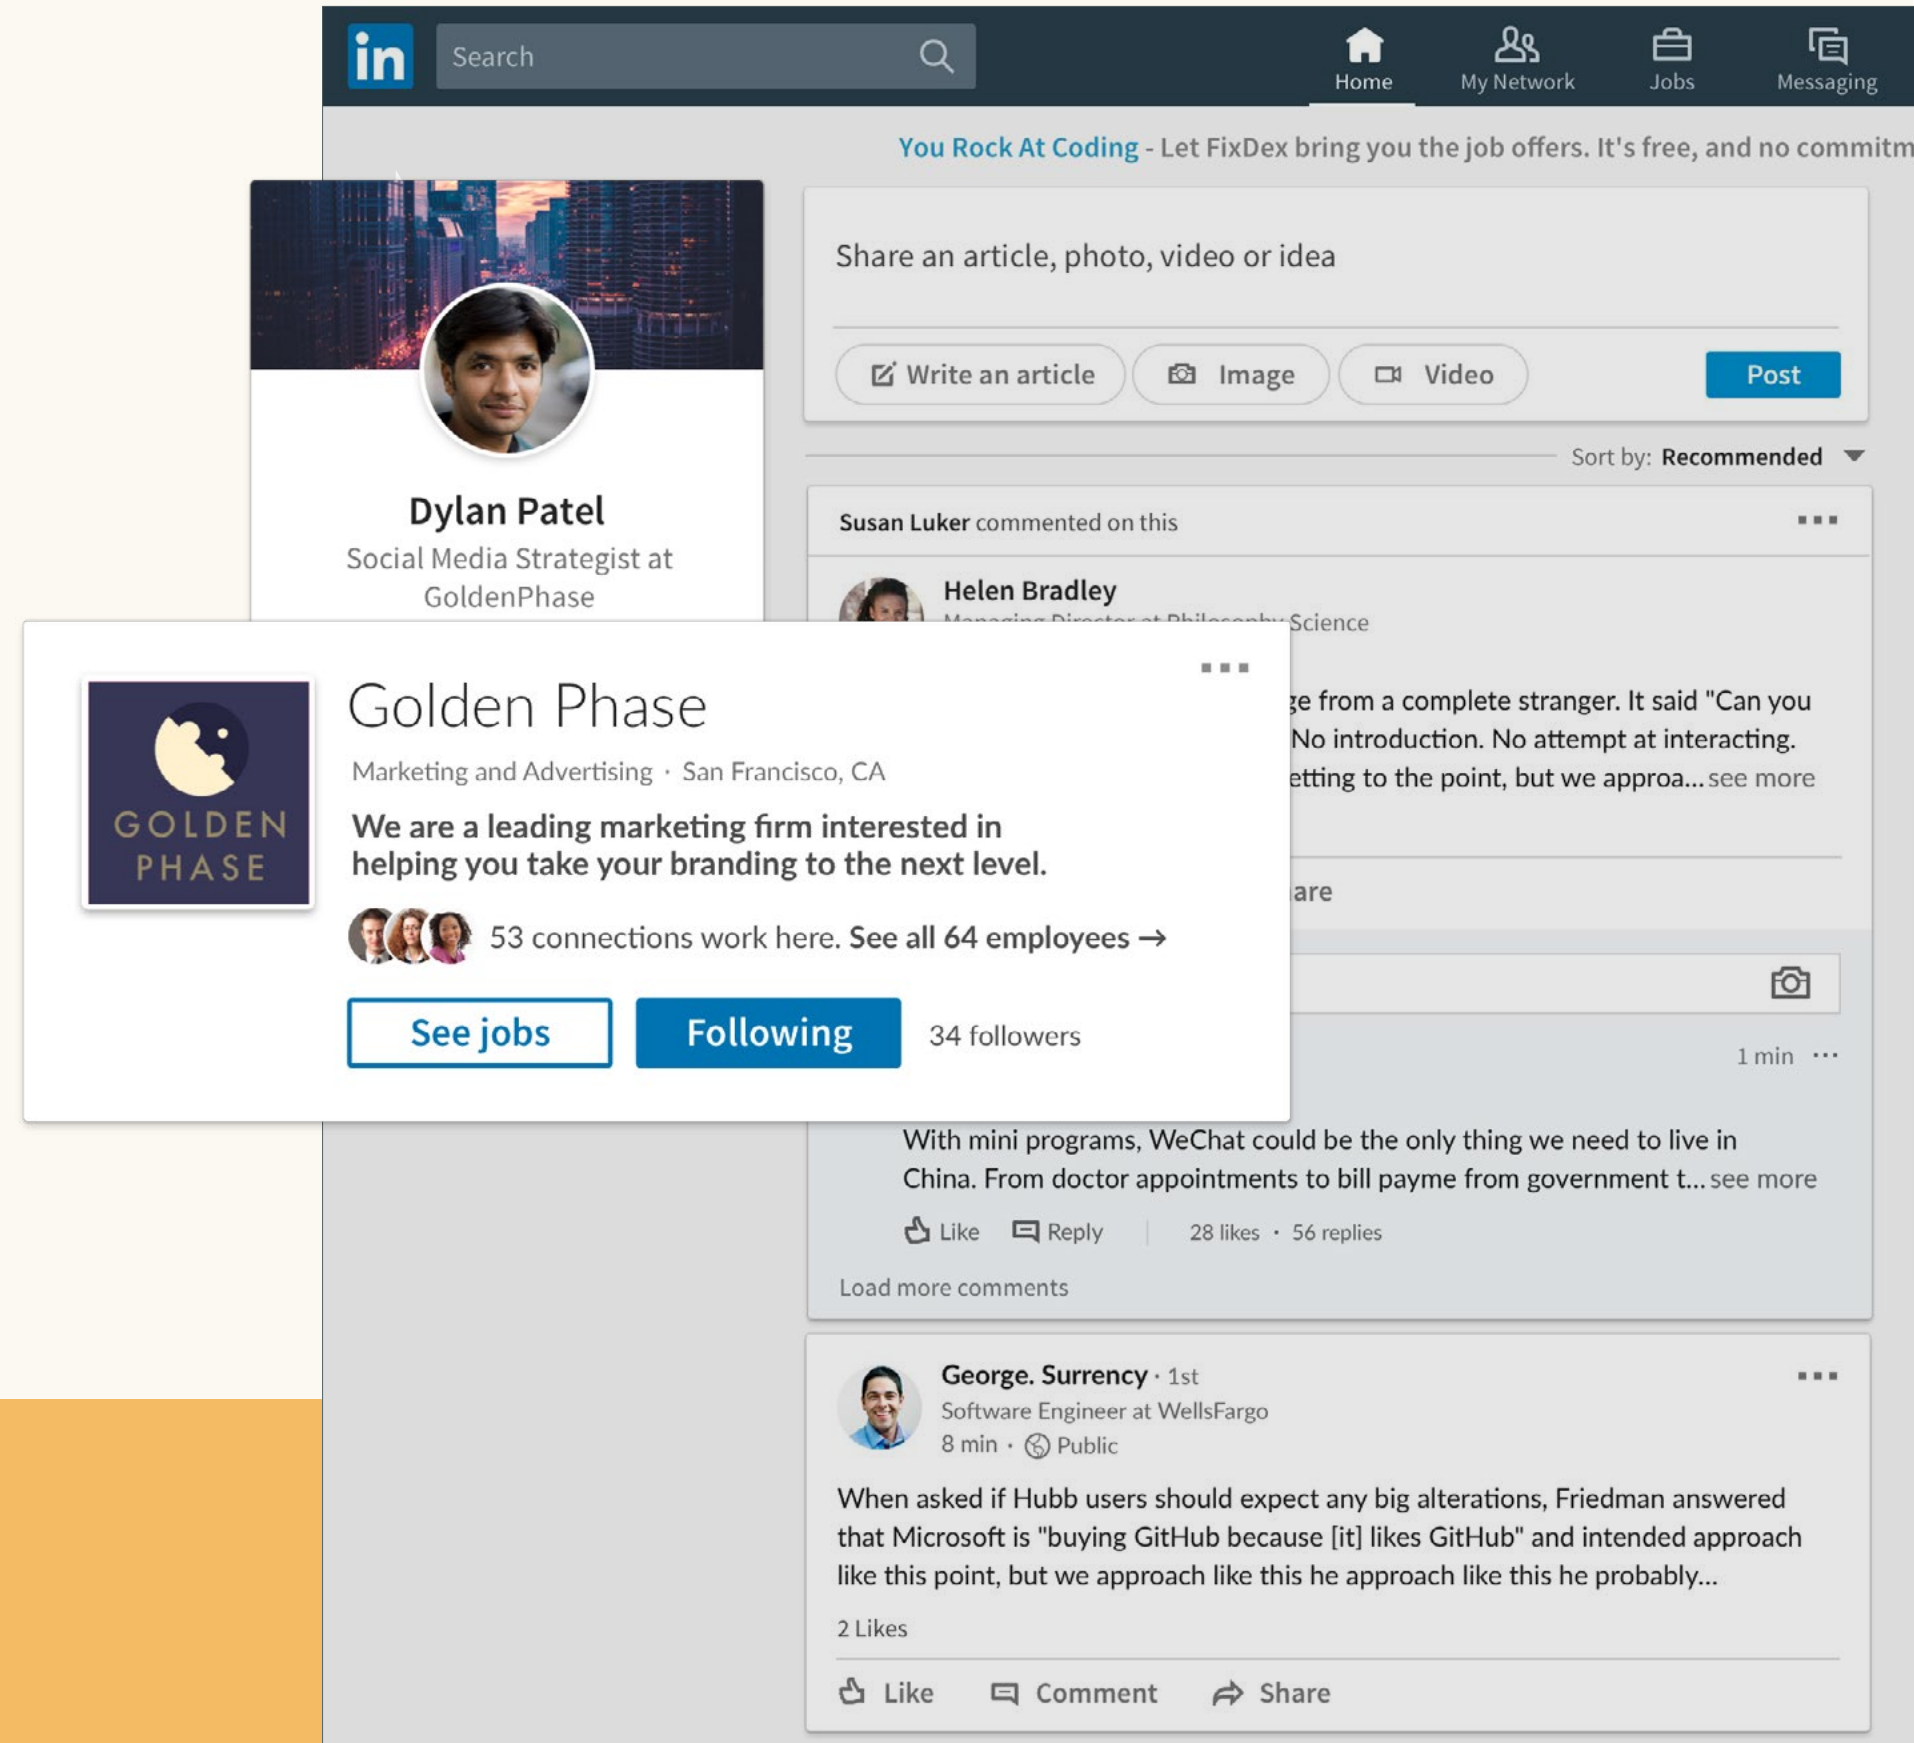 in
Search
Home
My Network
Jobs
Messaging
You Rock At Coding - Let FixDex bring you the job offers. It's free, and no commitm
Dylan Patel
Social Media Strategist at
GoldenPhase
Share an article, photo, video or idea
Write an article
Image
Video
Post
Sort by: Recommended
Susan Luker commented on this
Helen Bradley
Managing Director at Philosophy Science
ge from a complete stranger. It said "Can you
No introduction. No attempt at interacting.
etting to the point, but we approa... see more
are
GOLDEN
PHASE
Golden Phase
Marketing and Advertising · San Francisco, CA
We are a leading marketing firm interested in
helping you take your branding to the next level.
53 connections work here. See all 64 employees →
See jobs
Following
34 followers
1 min
With mini programs, WeChat could be the only thing we need to live in
China. From doctor appointments to bill payme from government t... see more
Like
Reply
28 likes · 56 replies
Load more comments
George. Surrency · 1st
Software Engineer at WellsFargo
8 min · Public
When asked if Hubb users should expect any big alterations, Friedman answered
that Microsoft is "buying GitHub because [it] likes GitHub" and intended approach
like this point, but we approach like this he approach like this he probably...
2 Likes
Like
Comment
Share